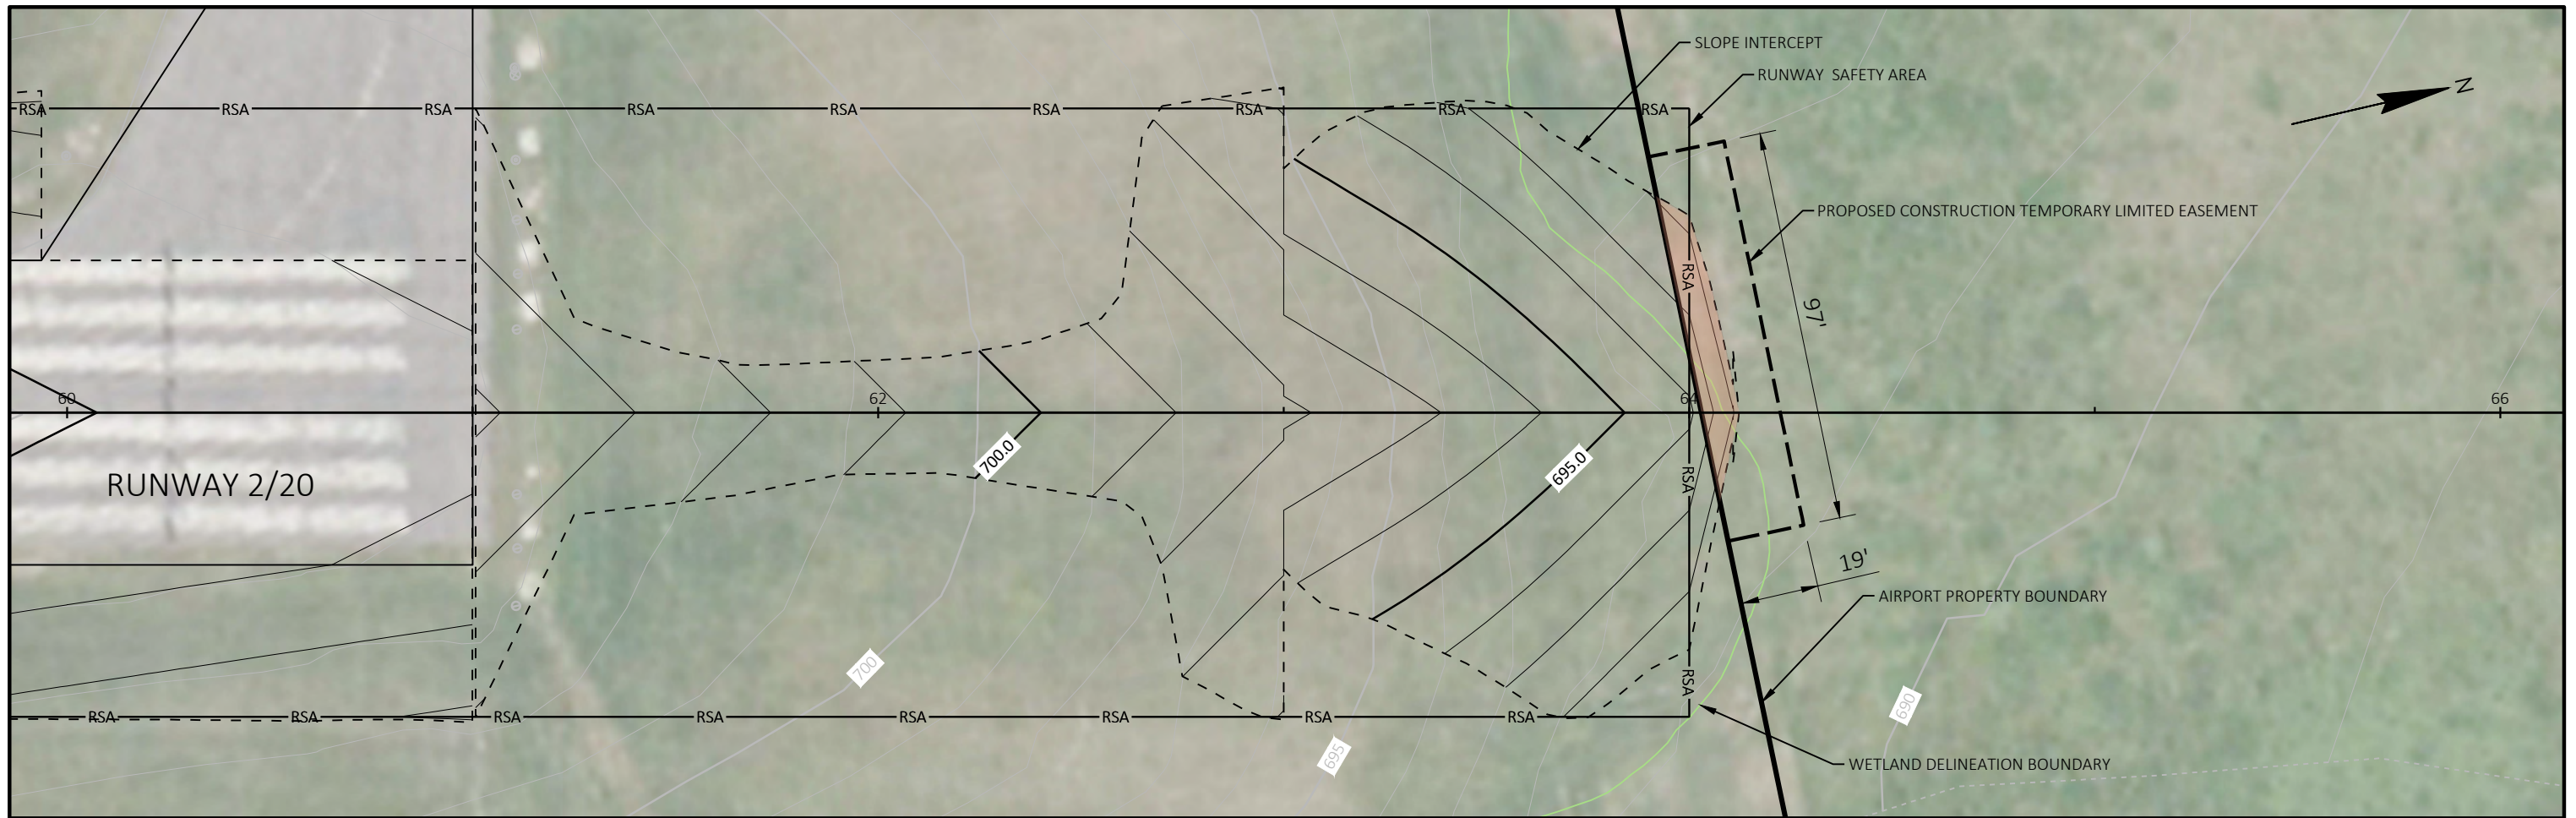 SLOPE INTERCEPT
RUNWAY SAFETY AREA
N
RSA RSA RSA RSA RSA RSA RSA RSA RSA
PROPOSED CONSTRUCTION TEMPORARY LIMITED EASEMENT
RSA
97'
60 62 64 66
700.0
695.0
RUNWAY 2/20
RSA
19'
AIRPORT PROPERTY BOUNDARY
700
RSA
690
RSA RSA RSA RSA RSA RSA RSA RSA
695
WETLAND DELINEATION BOUNDARY